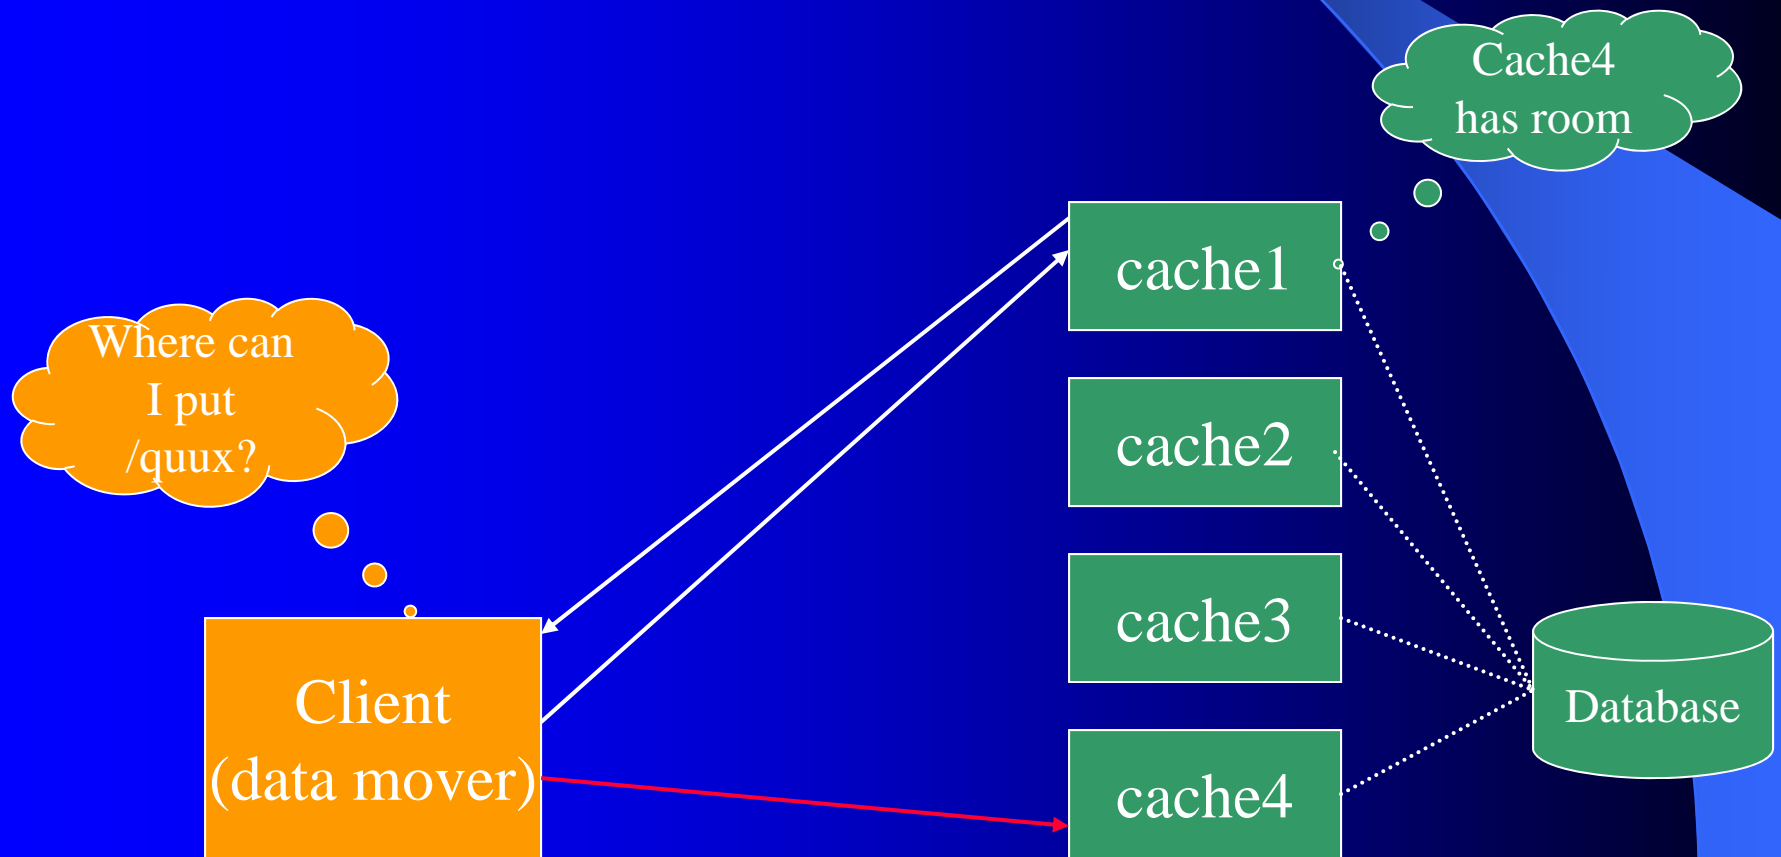 Cache4
has room
cache1
Where can
I put
/quux?
cache2
cache3
Client
(data mover)
Database
cache4